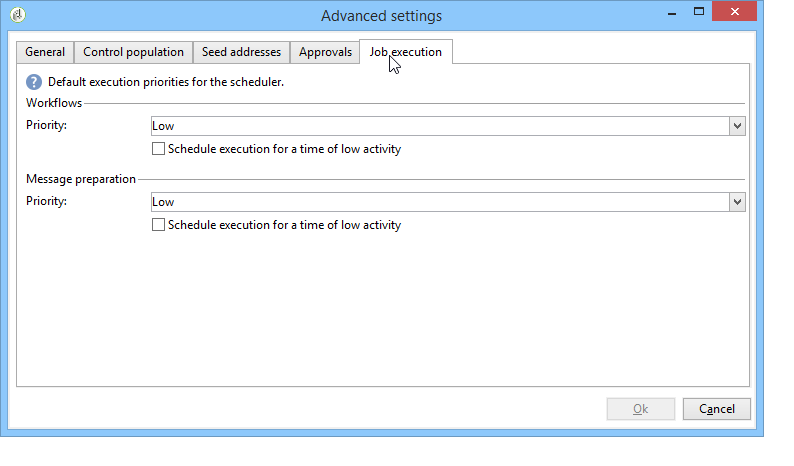 Advanced settings
General Control population Seed addresses Approvals Job execution
? Default execution priorities for the scheduler.
Workflows
Priority: Low
Schedule execution for a time of low activity
Message preparation
Priority: Low
Schedule execution for a time of low activity
Ok Cancel